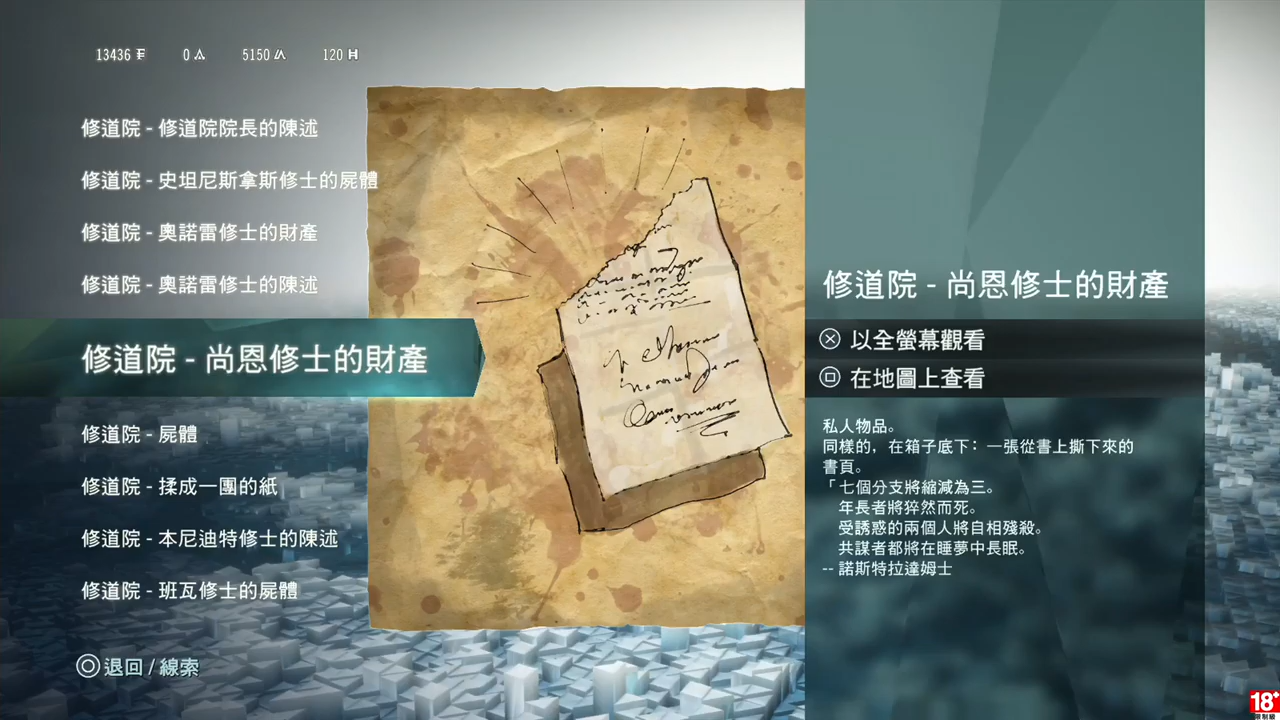 13436 0 5150 120
修道院 - 修道院院長的陳述
修道院 - 史坦尼斯拿斯修士的屍體
修道院 - 奧諾雷修士的財產
修道院 - 奧諾雷修士的陳述
修道院 - 尚恩修士的財產
修道院 - 屍體
修道院 - 揉成一團的紙
修道院 - 本尼迪特修士的陳述
修道院 - 班瓦修士的屍體
退回 / 線索
修道院 - 尚恩修士的財產
以全螢幕觀看
在地圖上查看
私人物品。
同樣的，在箱子底下：一張從書上撕下來的
書頁。
「七個分支將縮減為三。
年長者將猝然而死。
受誘惑的兩個人將自相殘殺。
共謀者都將在睡夢中長眠。
-- 諾斯特拉達姆士
18+
限制級